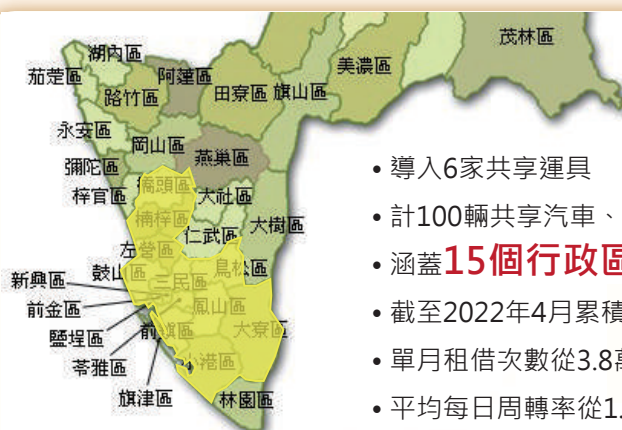 湖內區
茄萣區
阿蓮區
路竹區
田寮區
旗山區
美濃區
茂林區
永安區
岡山區
燕巢區
彌陀區
橋頭區
梓官區
大社區
楠梓區
仁武區
大樹區
左營區
鼓山區
三民區
鳥松區
新興區
前金區
鳳山區
鹽埕區
前鎮區
大寮區
苓雅區
小港區
旗津區
林園區
• 導入6家共享運具
• 計100輛共享汽車、
• 涵蓋15個行政區
• 截至2022年4月累積
• 單月租借次數從3.8萬
• 平均每日周轉率從1.